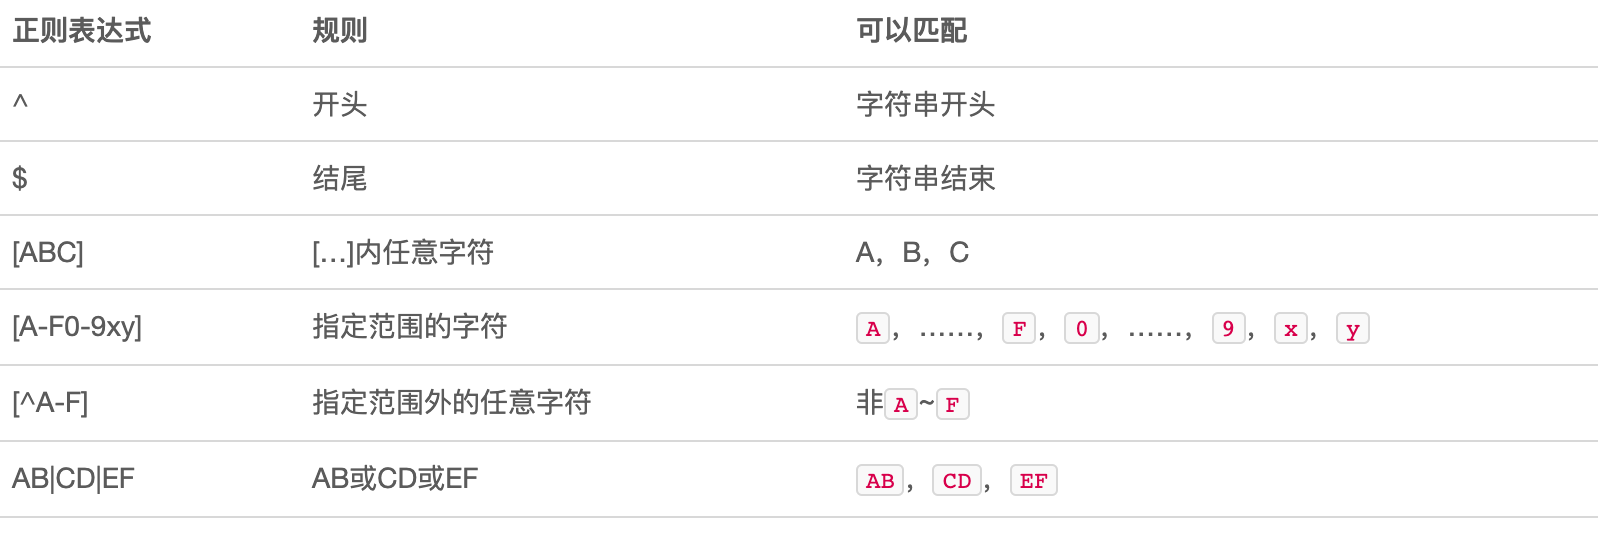 正则表达式 规则 可以匹配
^ 开头 字符串开头
$ 结尾 字符串结束
[ABC] […]内任意字符 A，B，C
[A-F0-9xy] 指定范围的字符 A，……，F，0，……，9，x，y
[^A-F] 指定范围外的任意字符 非A~F
AB|CD|EF AB或CD或EF AB，CD，EF